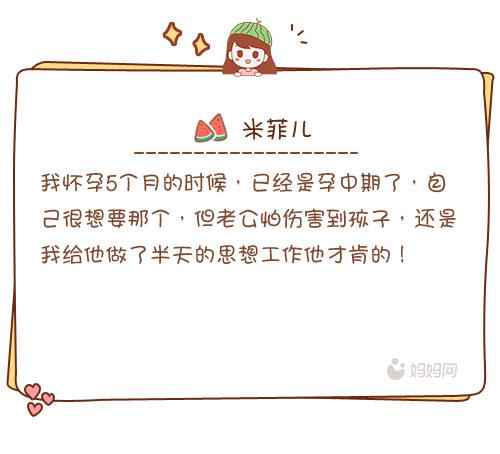 米菲儿
我怀孕5个月的时候，已经是孕中期了，自
己很想要那个，但老公怕伤害到孩子，还是
我给他做了半天的思想工作他才肯的！
妈妈网